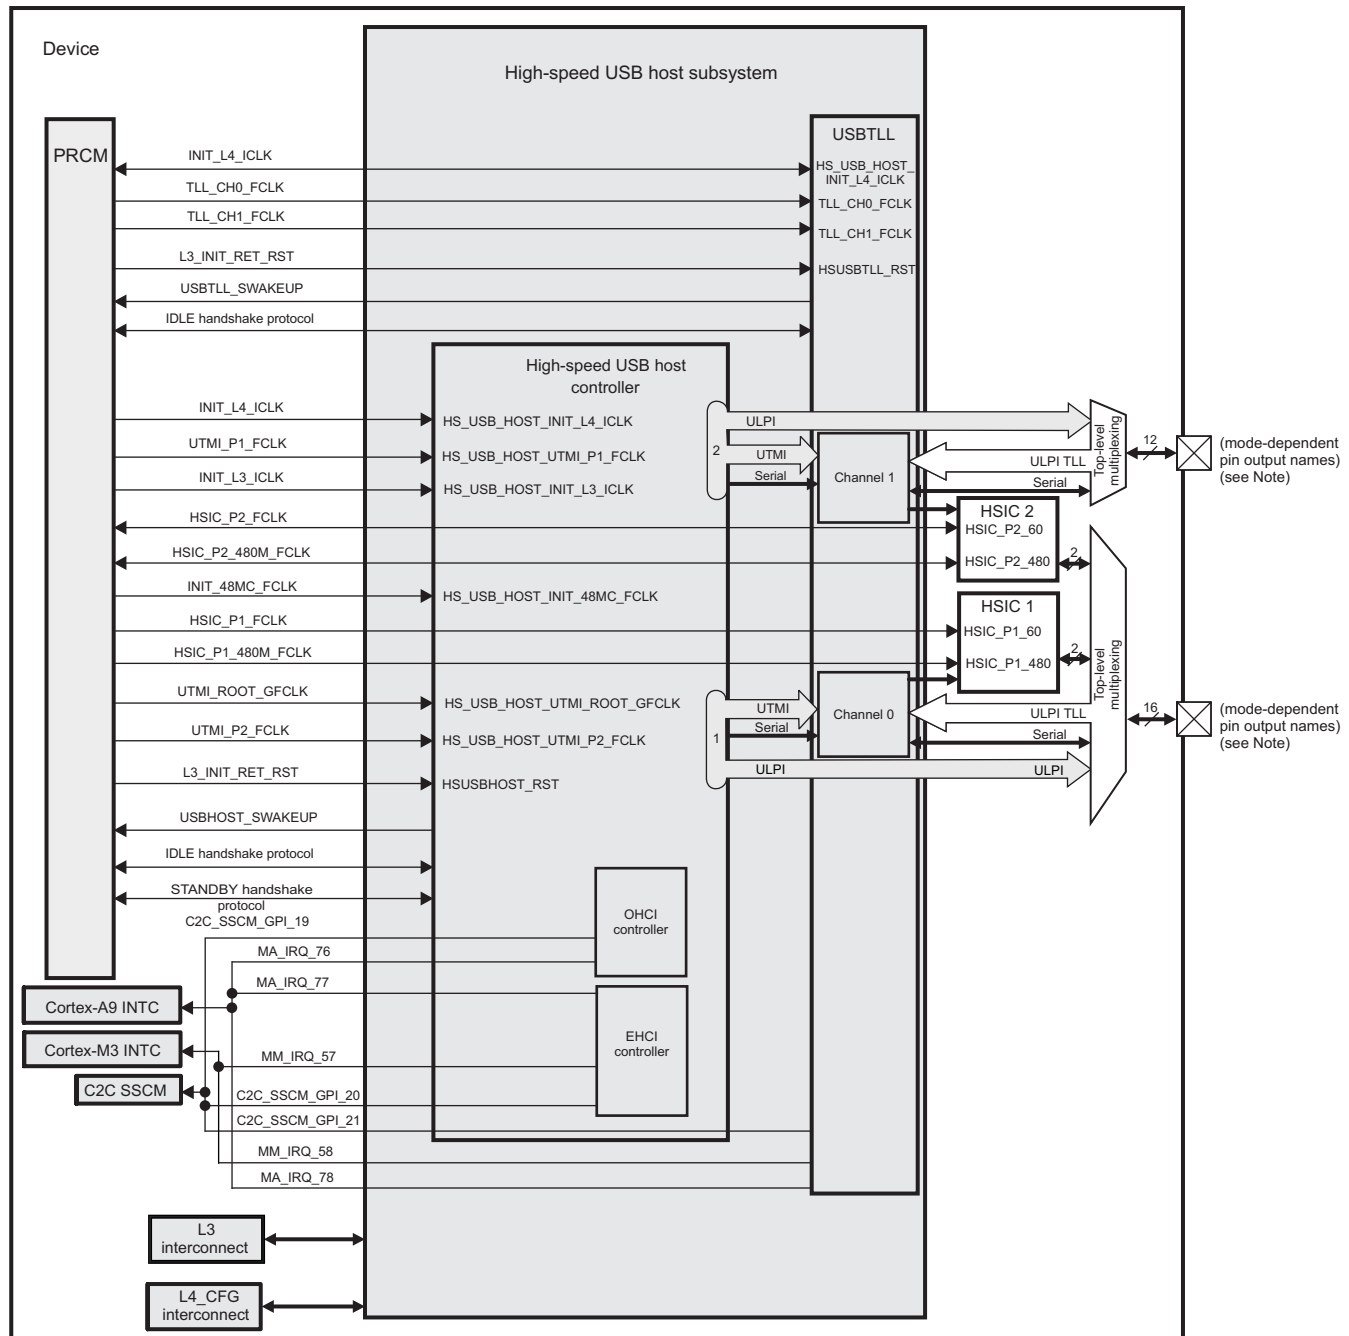 Device
High-speed USB host subsystem
PRCM
USBTLL
INIT_L4_ICLK
HS_USB_HOST_
INIT_L4_ICLK
TLL_CH0_FCLK
TLL_CH0_FCLK
TLL_CH1_FCLK
TLL_CH1_FCLK
L3_INIT_RET_RST
HSUSBTLL_RST
USBTLL_SWAKEUP
IDLE handshake protocol
High-speed USB host
controller
INIT_L4_ICLK
HS_USB_HOST_INIT_L4_ICLK
UTMI_P1_FCLK
HS_USB_HOST_UTMI_P1_FCLK
INIT_L3_ICLK
HS_USB_HOST_INIT_L3_ICLK
HSIC_P2_FCLK
HSIC_P2_480M_FCLK
INIT_48MC_FCLK
HS_USB_HOST_INIT_48MC_FCLK
HSIC_P1_FCLK
HSIC_P1_480M_FCLK
UTMI_ROOT_GFCLK
HS_USB_HOST_UTMI_ROOT_GFCLK
UTMI_P2_FCLK
HS_USB_HOST_UTMI_P2_FCLK
L3_INIT_RET_RST
HSUSBHOST_RST
USBHOST_SWAKEUP
IDLE handshake protocol
STANDBY handshake
protocol
2
ULPI
UTMI
Serial
Channel 1
ULPI TLL
Serial
Top-level
multiplexing
12
(mode-dependent
pin output names)
(see Note)
HSIC 2
HSIC_P2_60
HSIC_P2_480
2
HSIC 1
HSIC_P1_60
HSIC_P1_480
2
Top-level
multiplexing
1
UTMI
Serial
ULPI
Channel 0
ULPI TLL
Serial
ULPI
16
(mode-dependent
pin output names)
(see Note)
C2C_SSCM_GPI_19
OHCI
controller
MA_IRQ_76
MA_IRQ_77
Cortex-A9 INTC
EHCI
controller
Cortex-M3 INTC
MM_IRQ_57
C2C SSCM
C2C_SSCM_GPI_20
C2C_SSCM_GPI_21
MM_IRQ_58
MA_IRQ_78
L3
interconnect
L4_CFG
interconnect